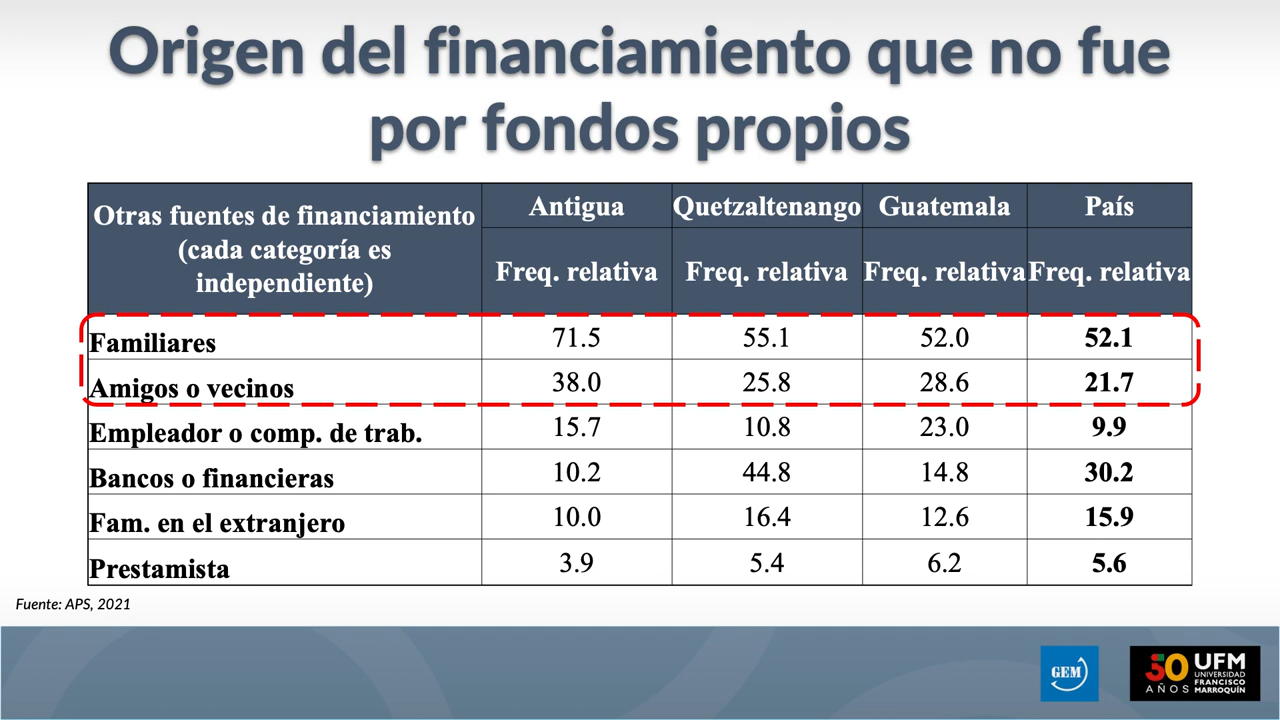 Origen del financiamiento que no fue
por fondos propios
Otras fuentes de financiamiento
(cada categoría es
independiente)
Antigua Quetzaltenango Guatemala País
Freq. relativa Freq. relativa Freq. relativa Freq. relativa
Familiares 71.5 55.1 52.0 52.1
Amigos o vecinos 38.0 25.8 28.6 21.7
Empleador o comp. de trab. 15.7 10.8 23.0 9.9
Bancos o financieras 10.2 44.8 14.8 30.2
Fam. en el extranjero 10.0 16.4 12.6 15.9
Prestamista 3.9 5.4 6.2 5.6
Fuente: APS, 2021
GEM
50 AÑOS
UFM
UNIVERSIDAD
FRANCISCO
MARROQUÍN